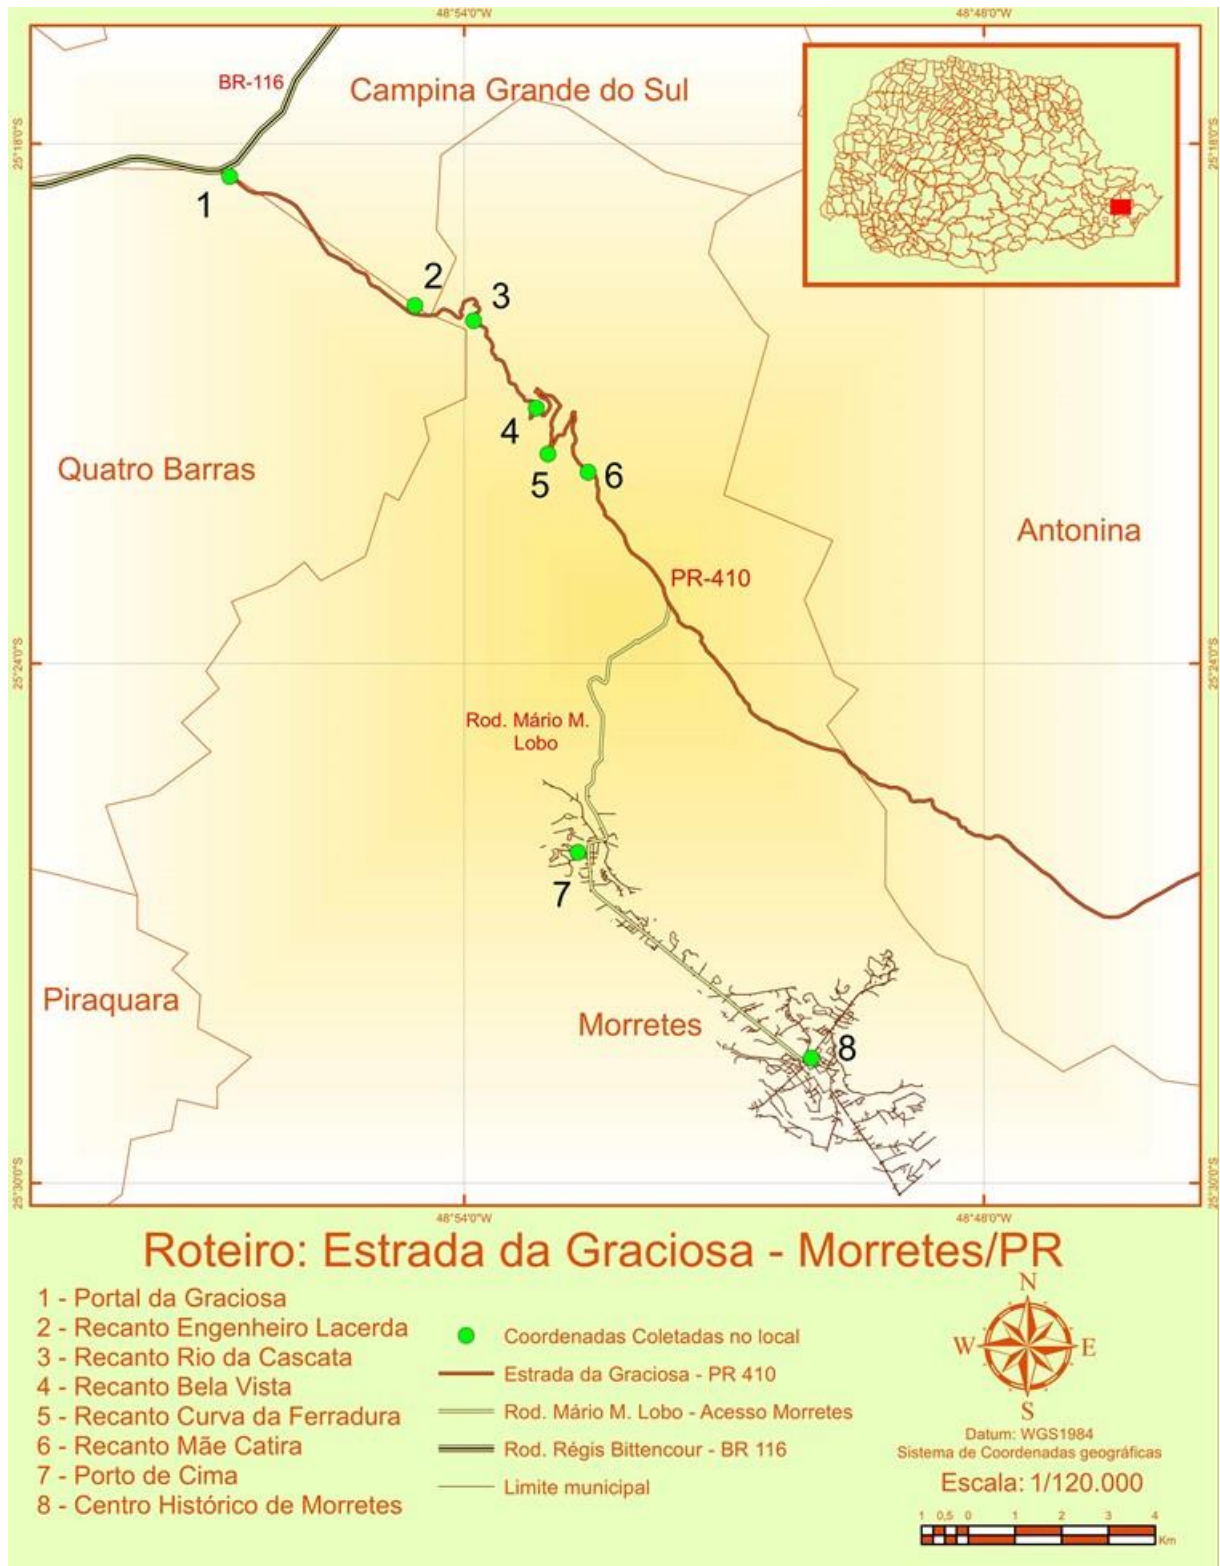 48°54'0"W
48°48'0"W
BR-116
Campina Grande do Sul
25°18'0"S
25°18'0"S
1
2
3
4
5
6
Quatro Barras
Antonina
PR-410
25°24'0"S
25°24'0"S
Rod. Mário M.
Lobo
7
Piraquara
Morretes
8
25°30'0"S
25°30'0"S
48°54'0"W
48°48'0"W
Roteiro: Estrada da Graciosa - Morretes/PR
1 - Portal da Graciosa
2 - Recanto Engenheiro Lacerda
3 - Recanto Rio da Cascata
4 - Recanto Bela Vista
5 - Recanto Curva da Ferradura
6 - Recanto Mãe Catira
7 - Porto de Cima
8 - Centro Histórico de Morretes
Coordenadas Coletadas no local
Estrada da Graciosa - PR 410
Rod. Mário M. Lobo - Acesso Morretes
Rod. Régis Bittencour - BR 116
Limite municipal
N
W
E
S
Datum: WGS1984
Sistema de Coordenadas geográficas
Escala: 1/120.000
1 0,5 0 1 2 3 4
Km